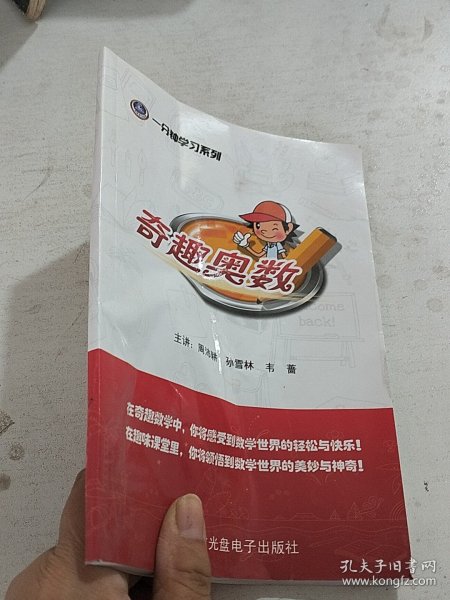 一分钟学习系列
奇趣奥数
come
back!
主讲：周沛耕 孙雪林 韦 蔷
在奇趣数学中，你将感受到数学世界的轻松与快乐！
在趣味课堂里，你将领悟到数学世界的美妙与神奇！
光盘电子出版社
孔夫子旧书网
www.kongfz.com